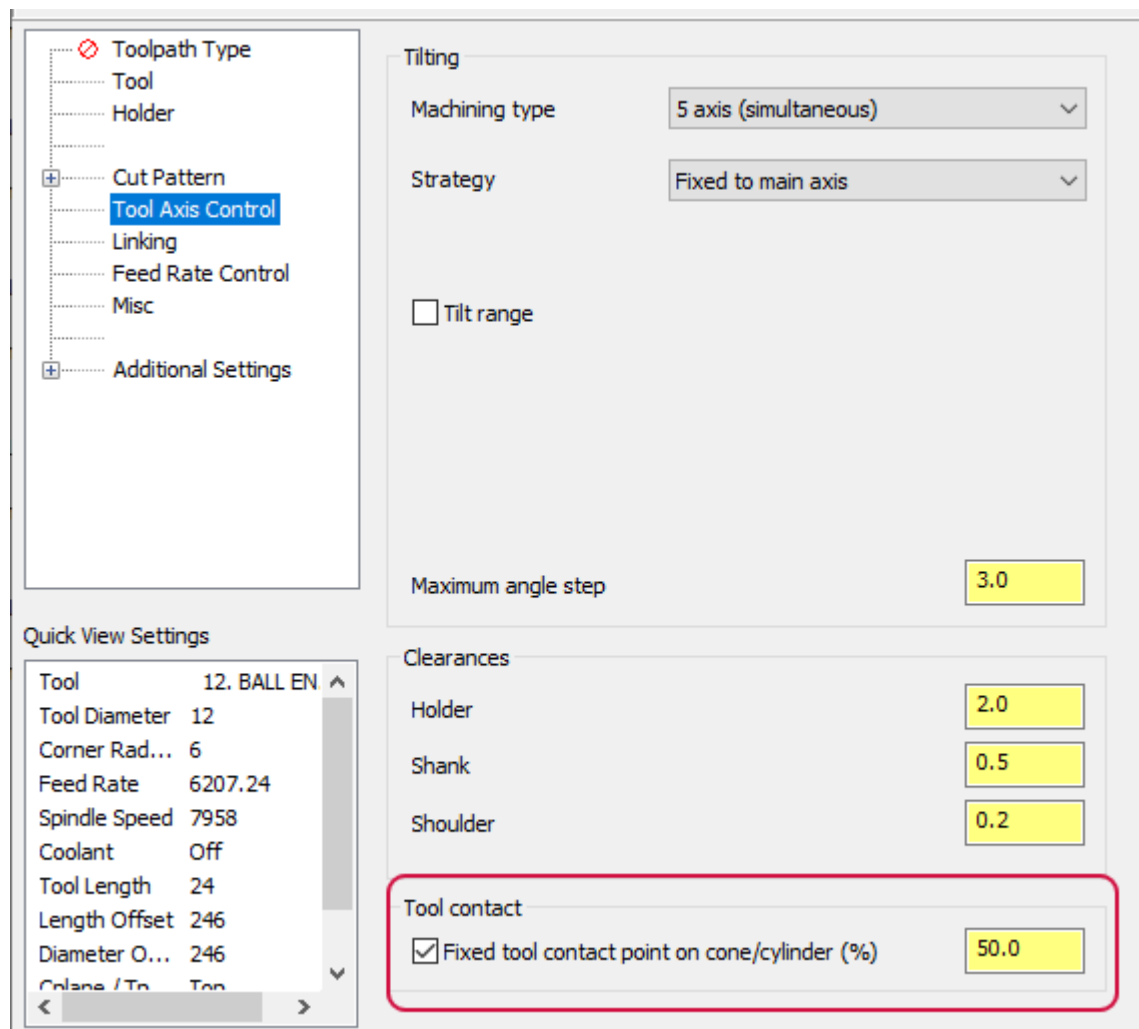 Toolpath Type
Tool
Holder
Cut Pattern
Tool Axis Control
Linking
Feed Rate Control
Misc
Additional Settings
Quick View Settings
Tool 12. BALL EN
Tool Diameter 12
Corner Rad... 6
Feed Rate 6207.24
Spindle Speed 7958
Coolant Off
Tool Length 24
Length Offset 246
Diameter O... 246
Cplane / Tp Top
Tilting
Machining type 5 axis (simultaneous)
Strategy Fixed to main axis
Tilt range
Maximum angle step 3.0
Clearances
Holder 2.0
Shank 0.5
Shoulder 0.2
Tool contact
Fixed tool contact point on cone/cylinder (%) 50.0